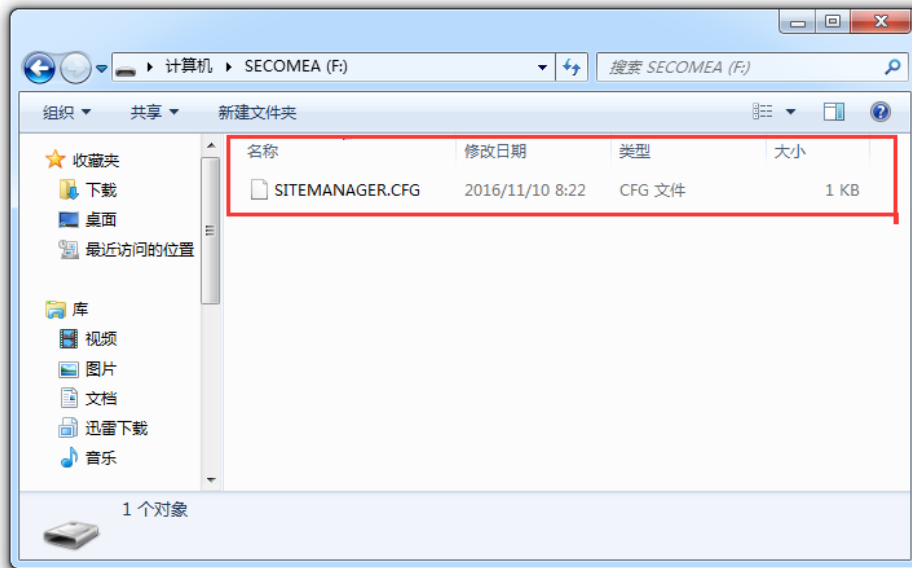 计算机 SECOMEA (F:)
搜索 SECOMEA (F:)
组织 共享 新建文件夹
收藏夹
下载
桌面
最近访问的位置
库
视频
图片
文档
迅雷下载
音乐
名称 修改日期 类型 大小
SITEMANAGER.CFG 2016/11/10 8:22 CFG 文件 1 KB
1 个对象